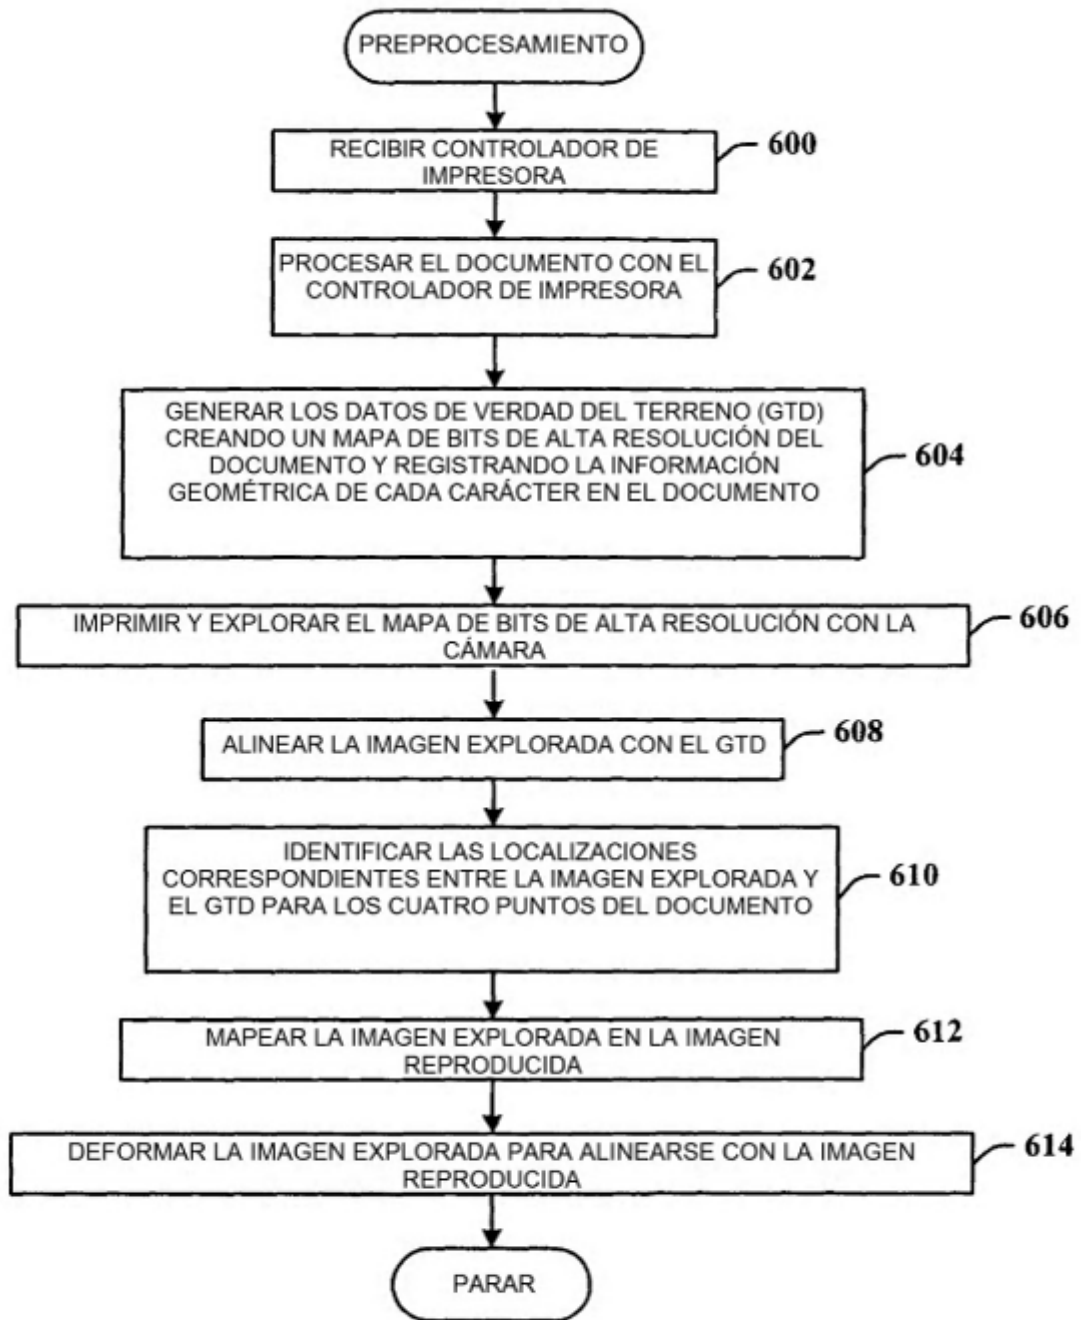 PREPROCESAMIENTO
RECIBIR CONTROLADOR DE
IMPRESORA
600
PROCESAR EL DOCUMENTO CON EL
CONTROLADOR DE IMPRESORA
602
GENERAR LOS DATOS DE VERDAD DEL TERRENO (GTD)
CREANDO UN MAPA DE BITS DE ALTA RESOLUCIÓN DEL
DOCUMENTO Y REGISTRANDO LA INFORMACIÓN
GEOMÉTRICA DE CADA CARÁCTER EN EL DOCUMENTO
604
IMPRIMIR Y EXPLORAR EL MAPA DE BITS DE ALTA RESOLUCIÓN CON LA
CÁMARA
606
ALINEAR LA IMAGEN EXPLORADA CON EL GTD
608
IDENTIFICAR LAS LOCALIZACIONES
CORRESPONDIENTES ENTRE LA IMAGEN EXPLORADA Y
EL GTD PARA LOS CUATRO PUNTOS DEL DOCUMENTO
610
MAPEAR LA IMAGEN EXPLORADA EN LA IMAGEN
REPRODUCIDA
612
DEFORMAR LA IMAGEN EXPLORADA PARA ALINEARSE CON LA IMAGEN
REPRODUCIDA
614
PARAR